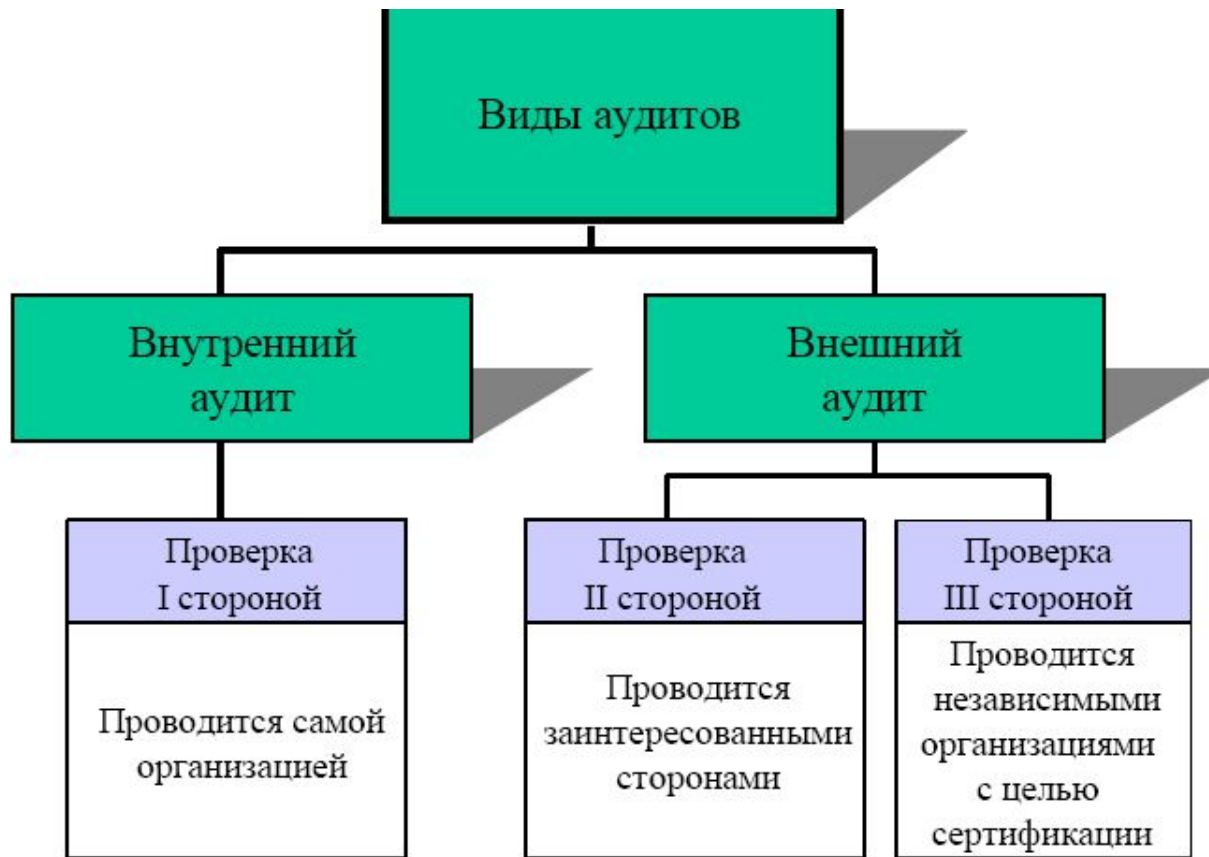 Виды аудитов
Внутренний
аудит
Внешний
аудит
Проверка
I стороной
Проводится самой
организацией
Проверка
II стороной
Проводится
заинтересованными
сторонами
Проверка
III стороной
Проводится
независимыми
организациями
с целью
сертификации